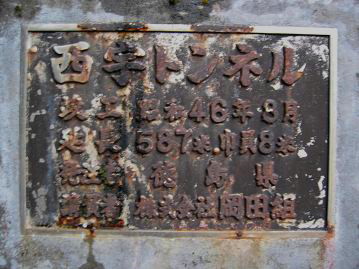 西宇トンネル
竣工 昭和46年3月
延長 587米 巾員8米
施工者 徳島県
請負者 株式会社岡田組